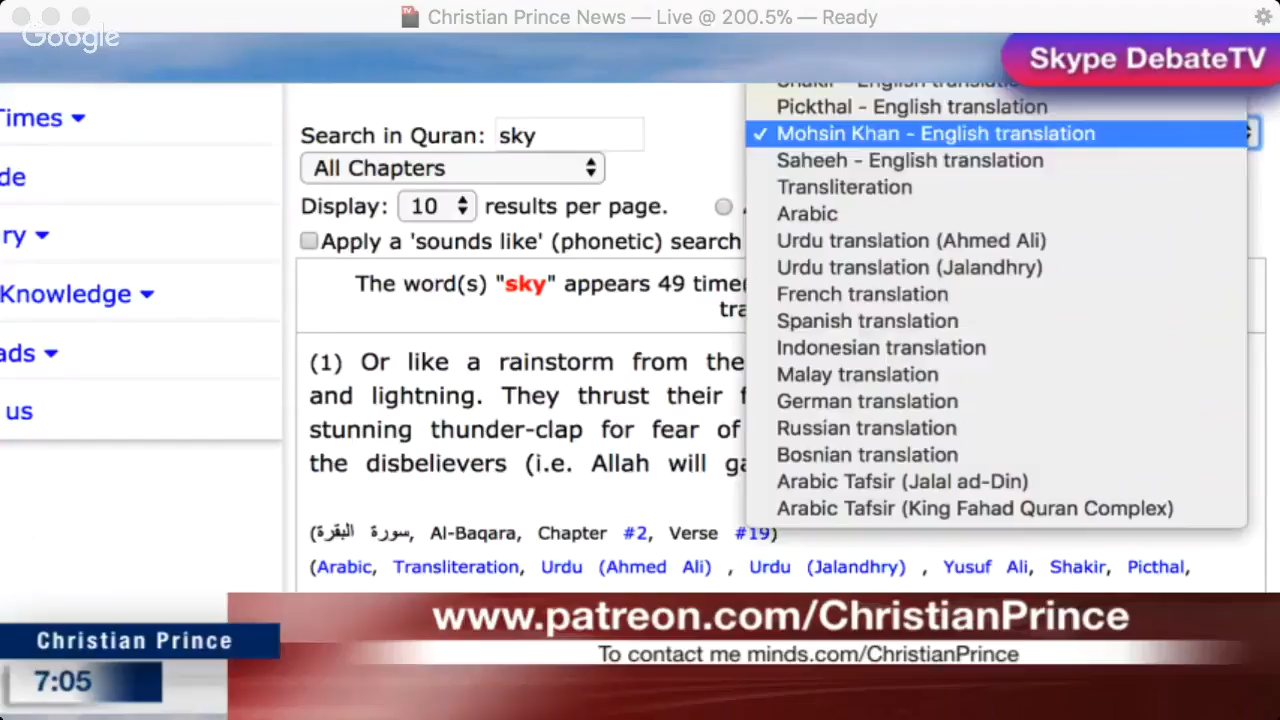 Christian Prince News — Live @ 200.5% — Ready
Google
Skype DebateTV
Times
de
ry
Knowledge
ads
us
Search in Quran: sky
All Chapters
Display: 10 results per page.
Apply a 'sounds like' (phonetic) search
The word(s) "sky" appears 49 time
tra
(1) Or like a rainstorm from the
and lightning. They thrust their f
stunning thunder-clap for fear of
the disbelievers (i.e. Allah will ga
(سورة البقرة, Al-Baqara, Chapter #2, Verse #19)
(Arabic, Transliteration, Urdu (Ahmed Ali) , Urdu (Jalandhry) , Yusuf Ali, Shakir, Picthal,
Shakir - English translation
Pickthal - English translation
✓ Mohsin Khan - English translation
Saheeh - English translation
Transliteration
Arabic
Urdu translation (Ahmed Ali)
Urdu translation (Jalandhry)
French translation
Spanish translation
Indonesian translation
Malay translation
German translation
Russian translation
Bosnian translation
Arabic Tafsir (Jalal ad-Din)
Arabic Tafsir (King Fahad Quran Complex)
www.patreon.com/ChristianPrince
To contact me minds.com/ChristianPrince
Christian Prince
7:05